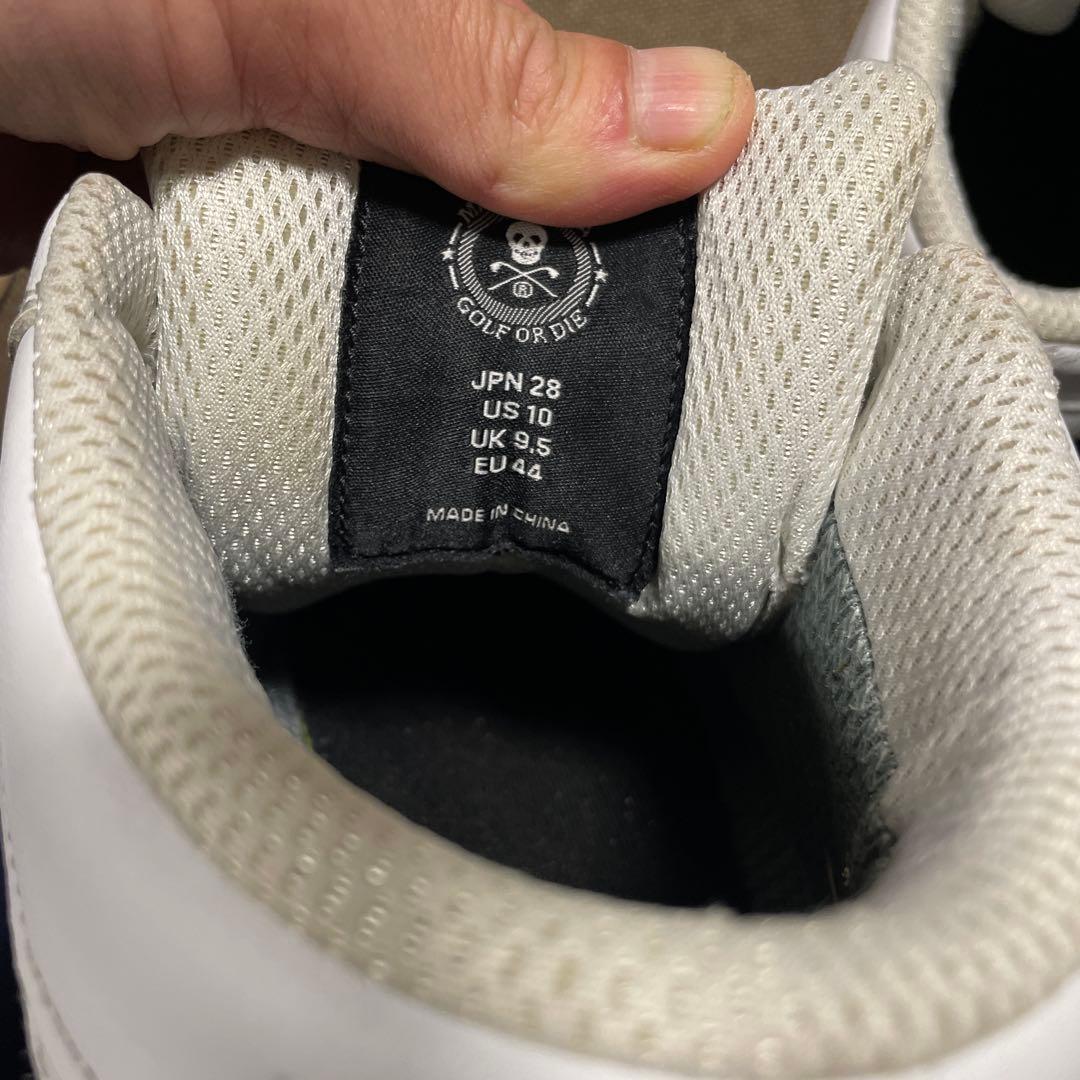 GOLF OR DIE
JPN 28
US 10
UK 9.5
EU 44
MADE IN CHINA